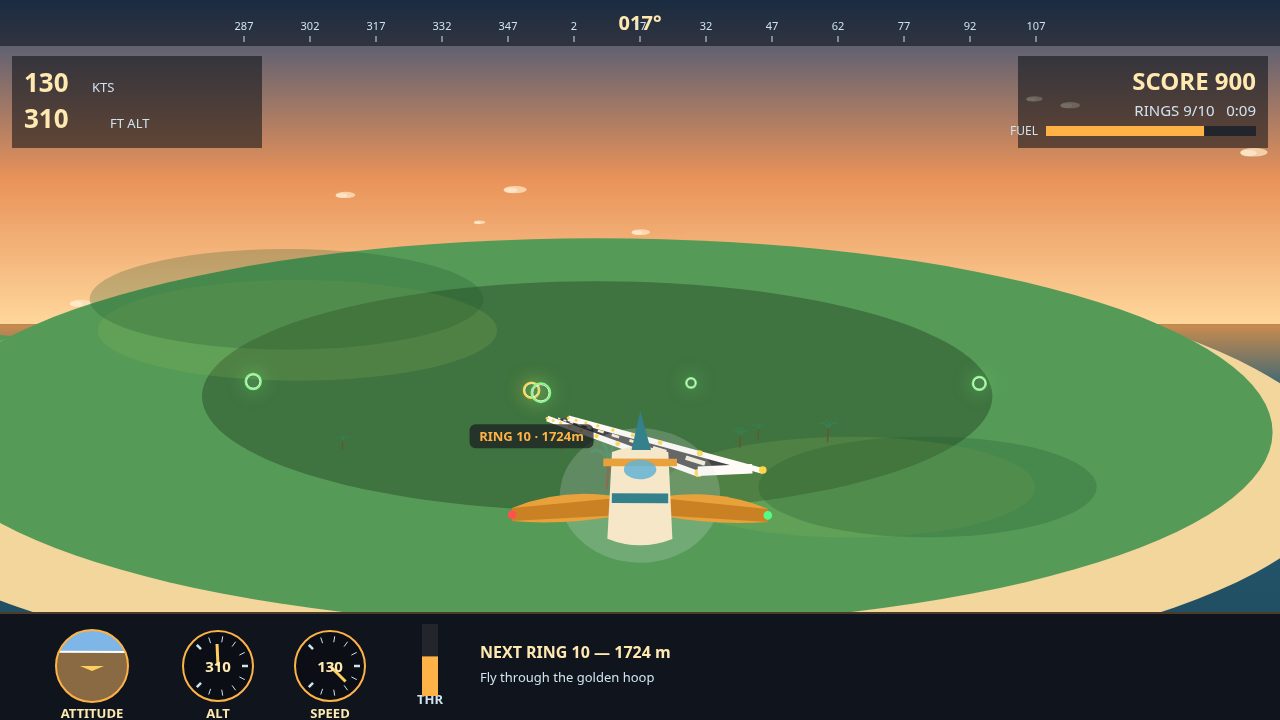 287 302 317 332 347 2 17 32 47 62 77 92 107
017°
130 KTS
310 FT ALT
SCORE 900
RINGS 9/10 0:09
FUEL
RING 10 · 1724m
310
130
ATTITUDE
ALT
SPEED
THR
NEXT RING 10 — 1724 m
Fly through the golden hoop